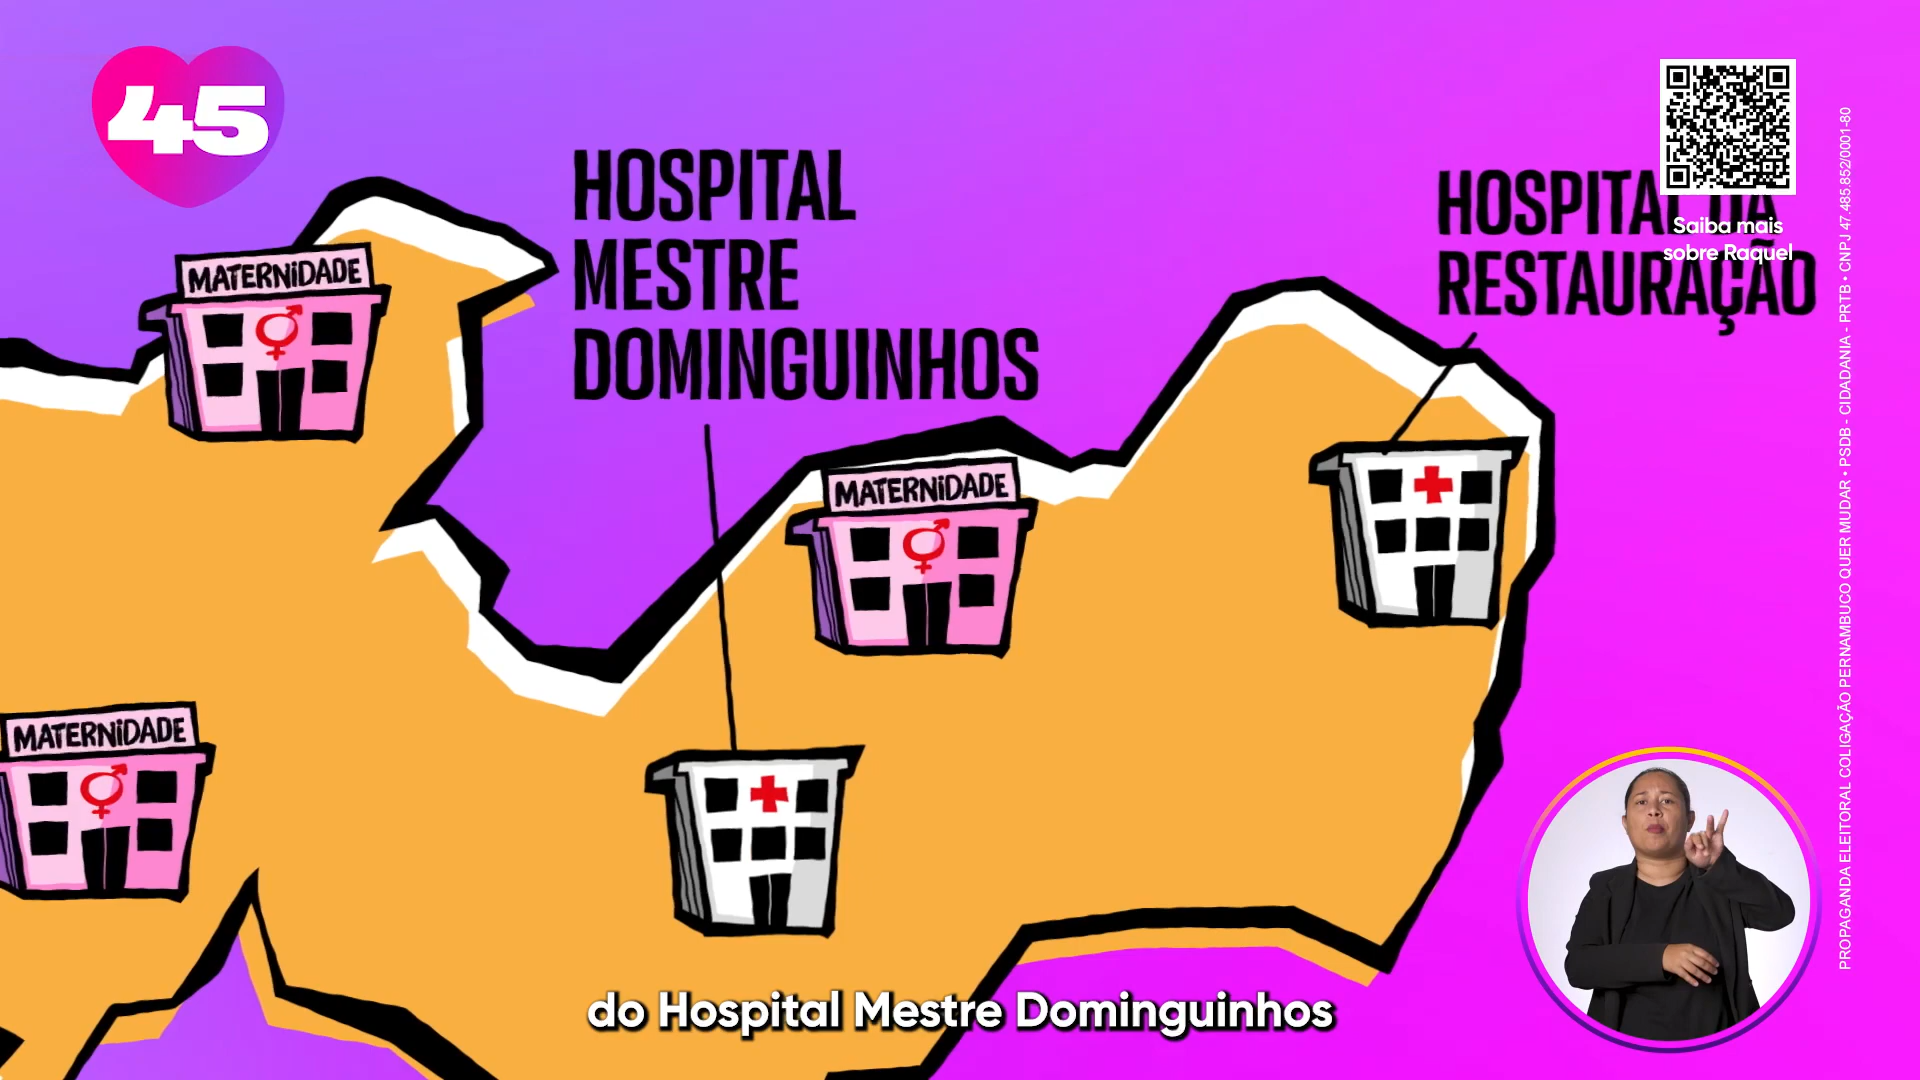 45
HOSPITAL
MESTRE
DOMINGUINHOS
HOSPITAL DA
RESTAURAÇÃO
Saiba mais
sobre Raquel
MATERNiDADE
MATERNiDADE
MATERNiDADE
do Hospital Mestre Dominguinhos
PROPAGANDA ELEITORAL COLIGAÇÃO PERNAMBUCO QUER MUDAR • PSDB - CIDADANIA - PRTB • CNPJ 47.485.852/0001-80